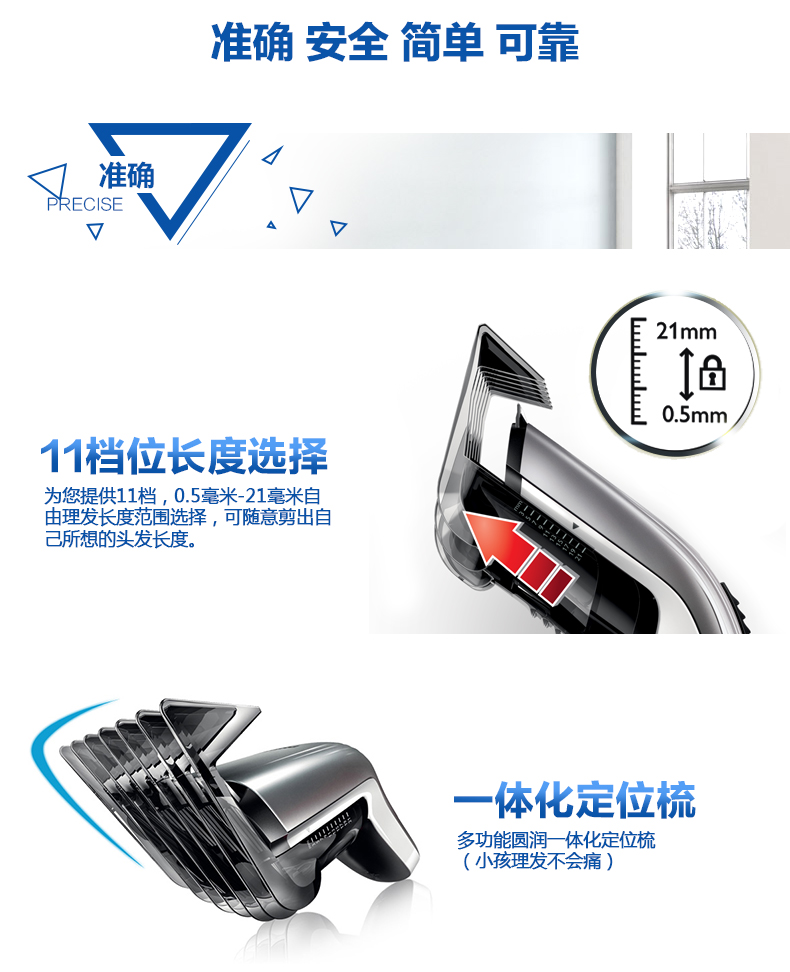 准确 安全 简单 可靠
准确
PRECISE
21mm
0.5mm
11档位长度选择
为您提供11档，0.5毫米-21毫米自
由理发长度范围选择，可随意剪出自
己所想的头发长度。
一体化定位梳
多功能圆润一体化定位梳
（小孩理发不会痛）